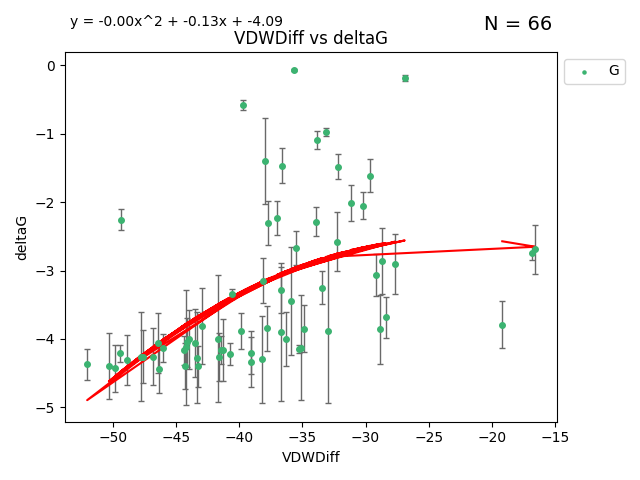 y = -0.00x^2 + -0.13x + -4.09
N = 66
VDWDiff vs deltaG
G
0
−1
−2
−3
−4
−5
deltaG
−50
−45
−40
−35
−30
−25
−20
−15
VDWDiff